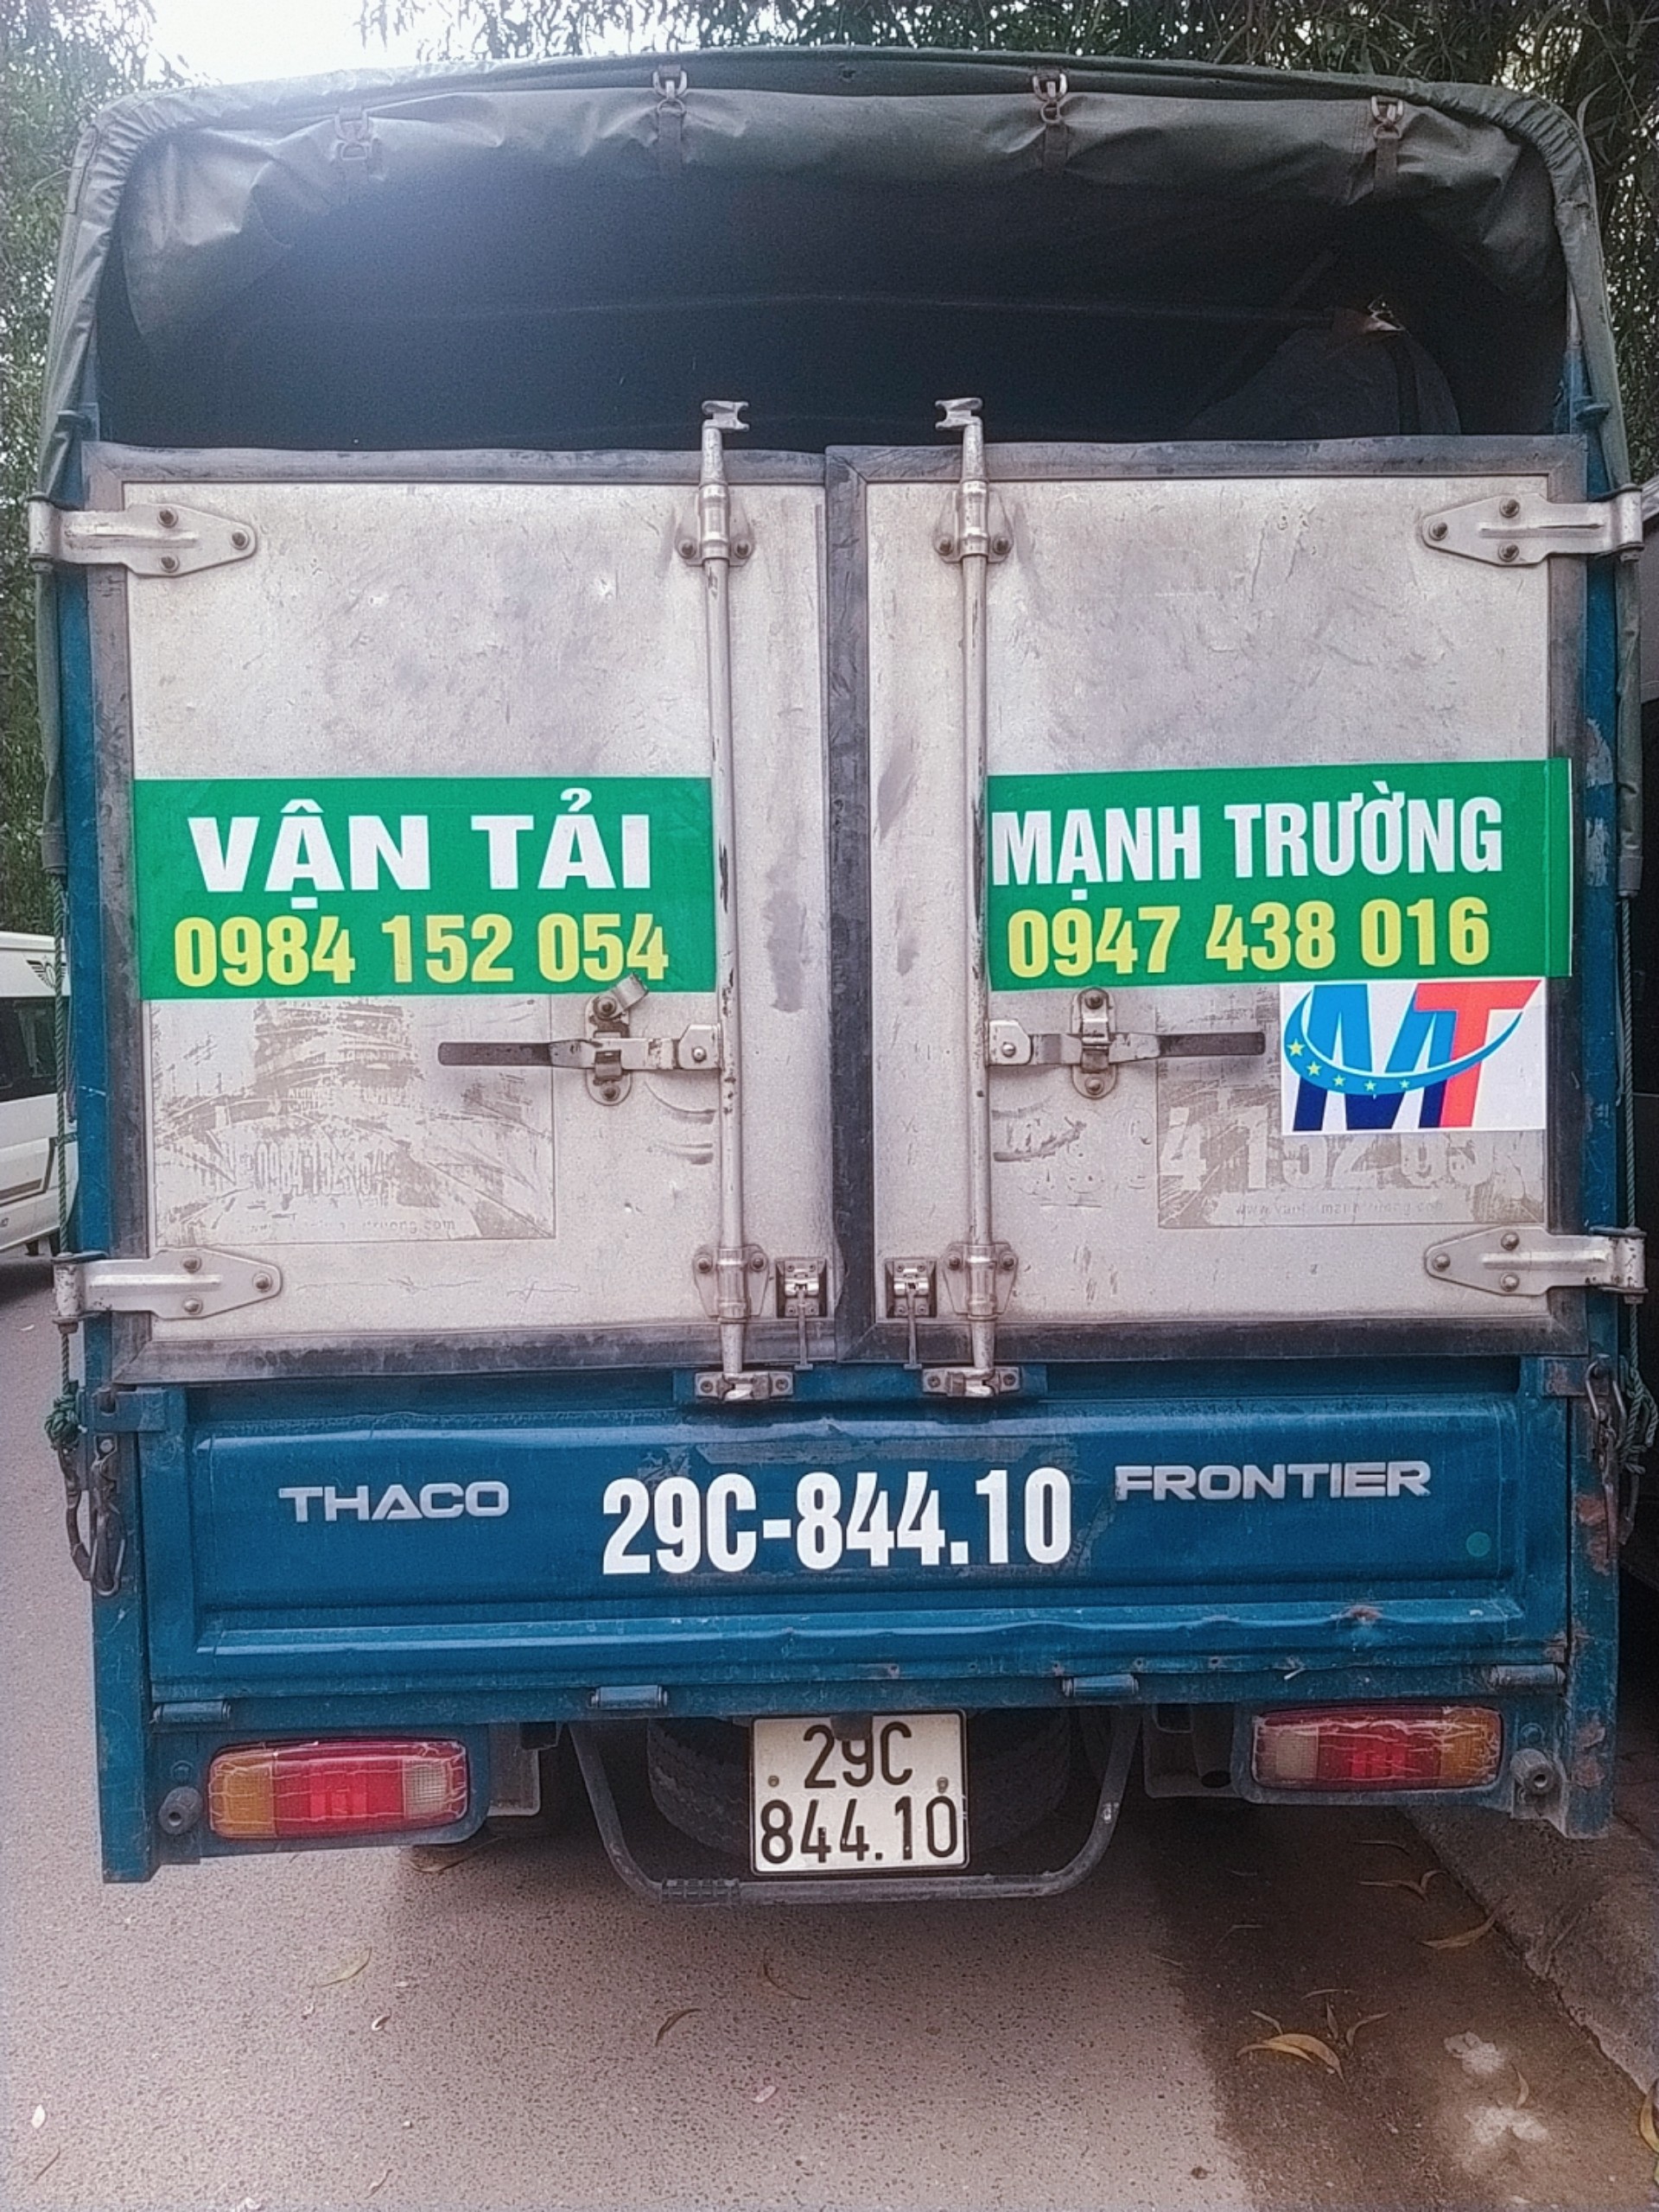 VẬN TẢI
0984 152 054
MẠNH TRƯỜNG
0947 438 016
MT
THACO
29C-844.10
FRONTIER
29C
844.10